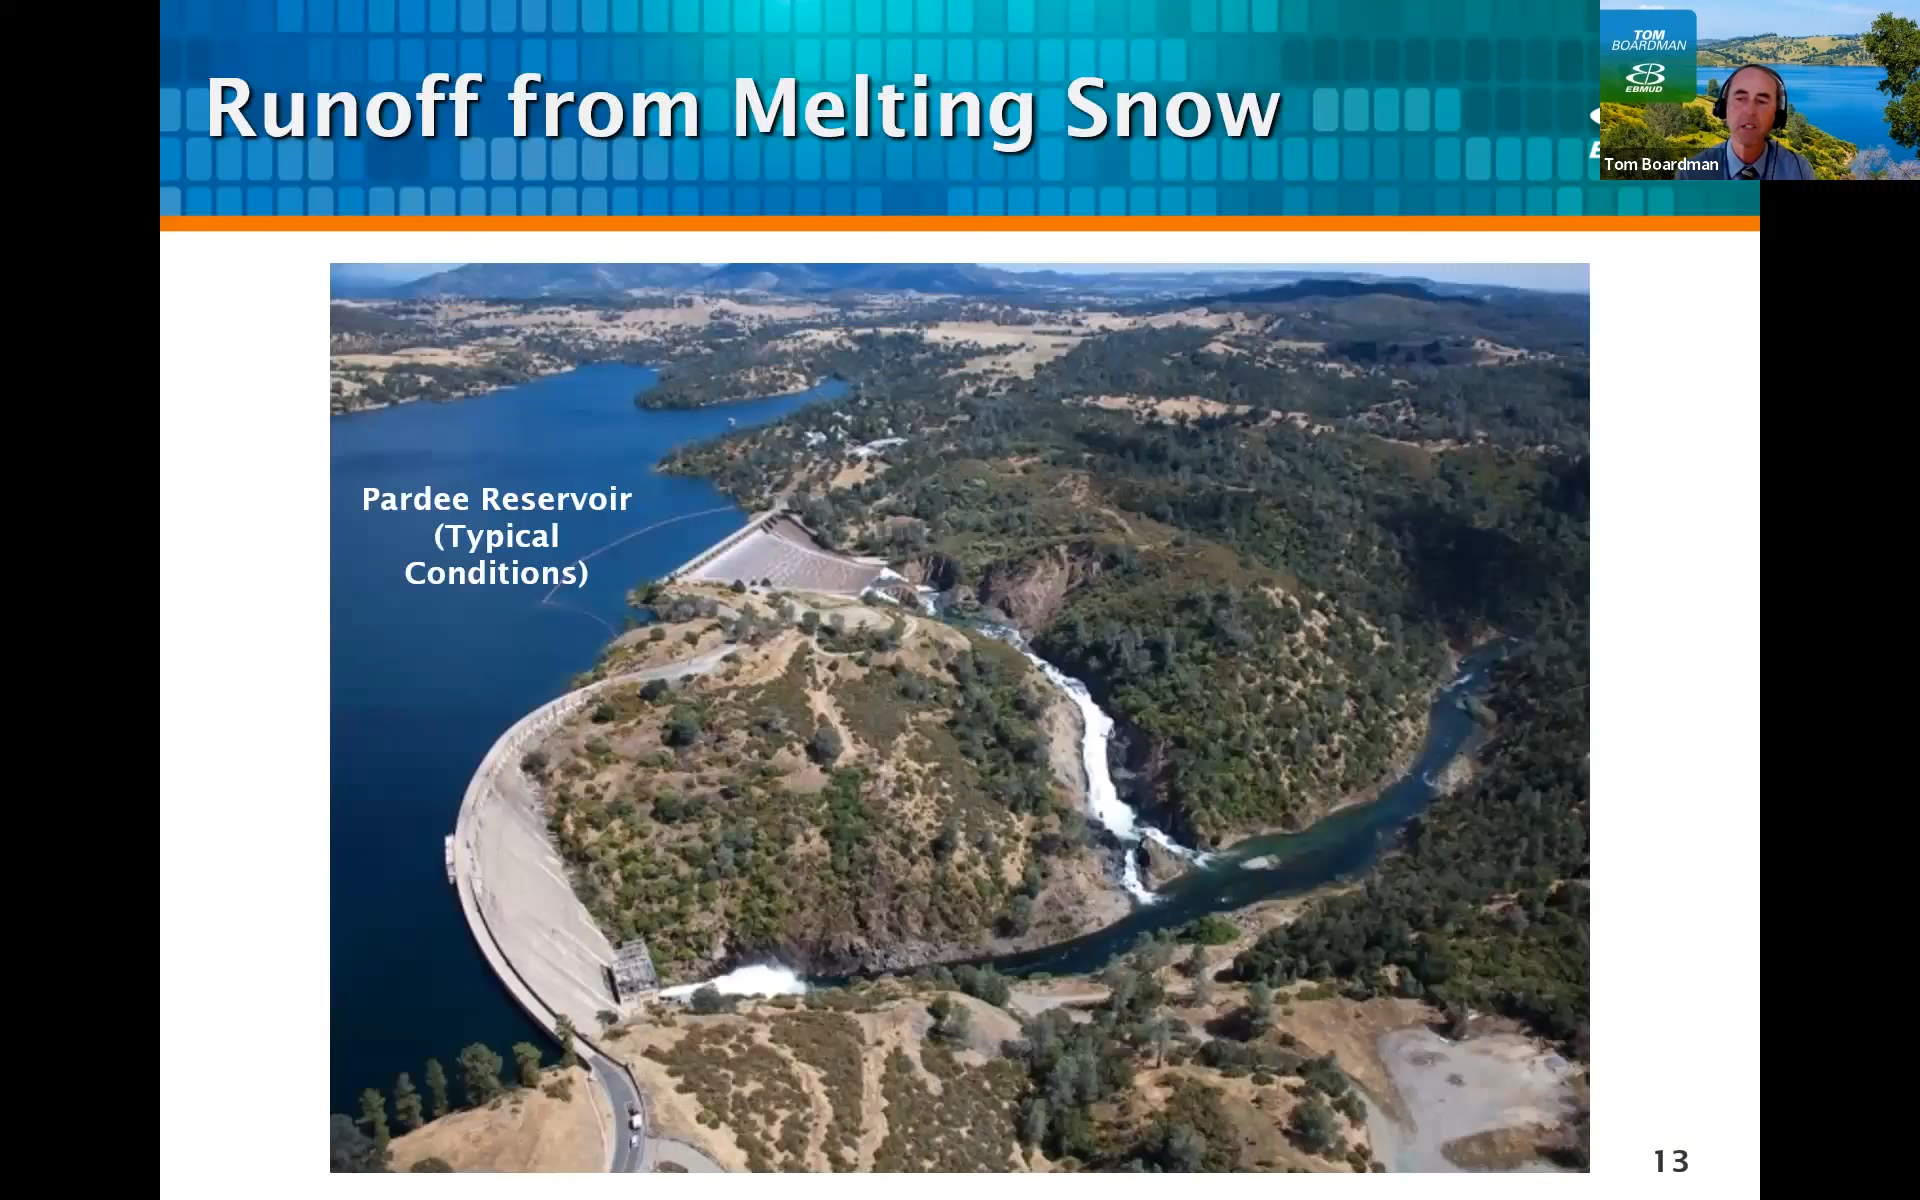 Runoff from Melting Snow
TOM
BOARDMAN
EBMUD
Tom Boardman
Pardee Reservoir
(Typical
Conditions)
13